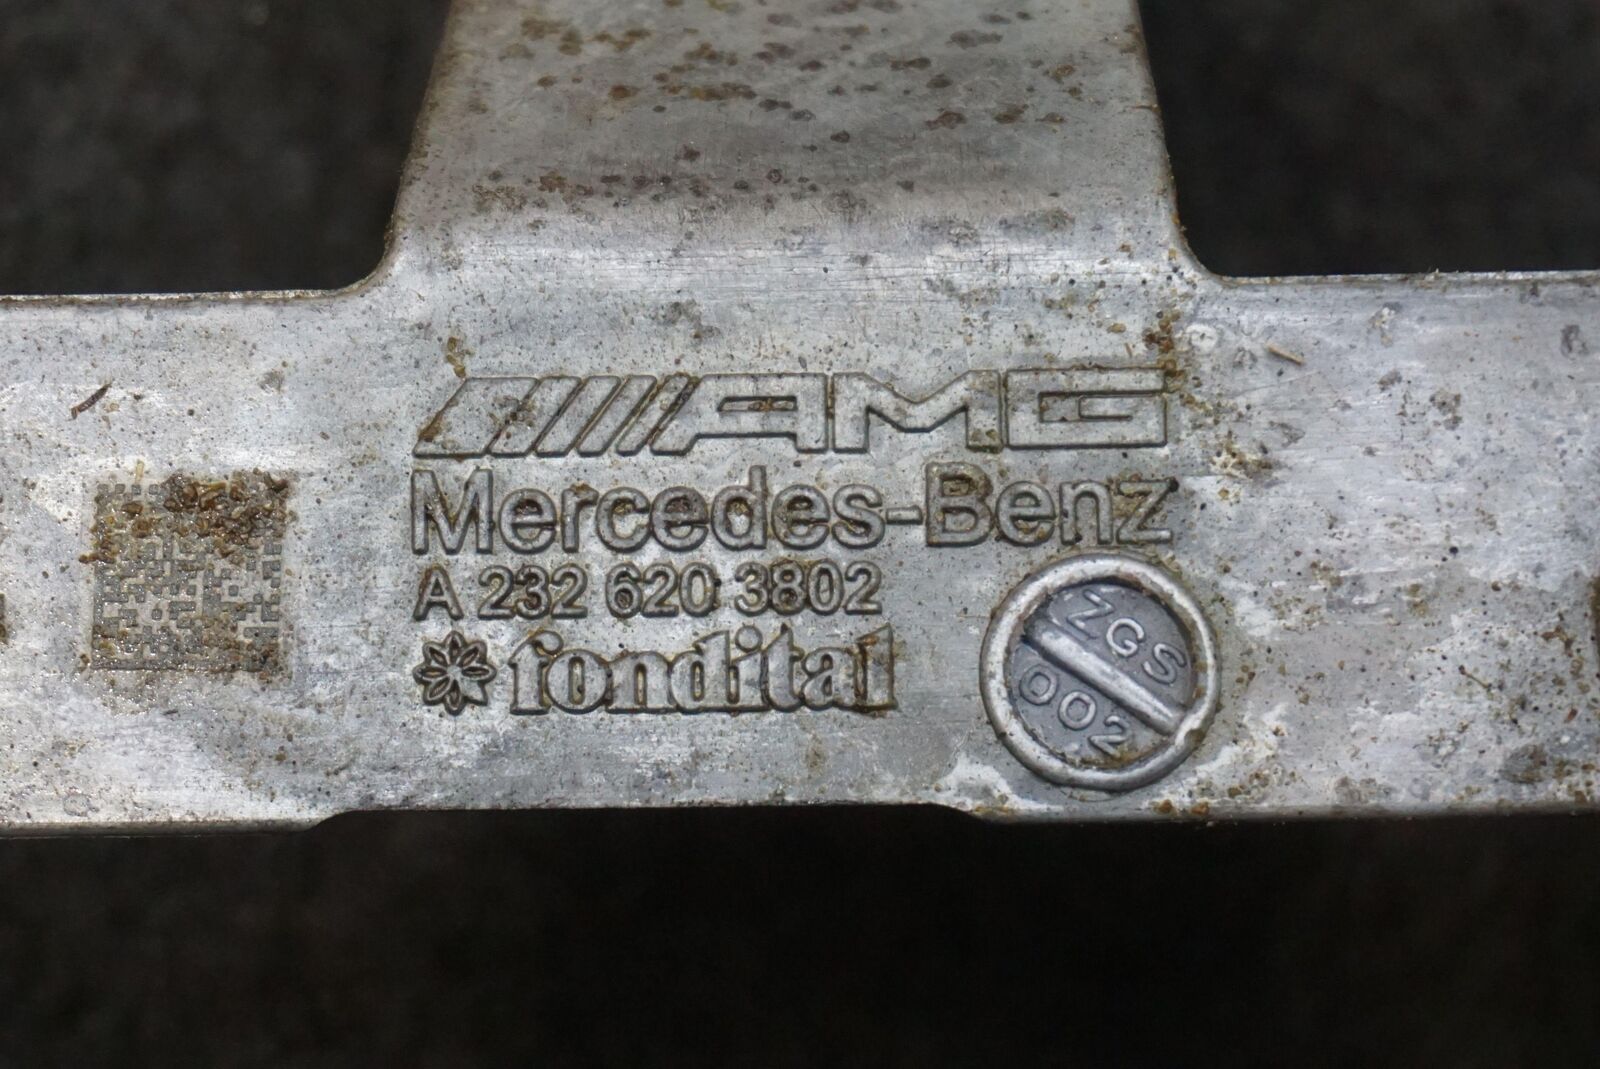 AMG
Mercedes-Benz
A 232 620 3802
fondital
ZGS
002